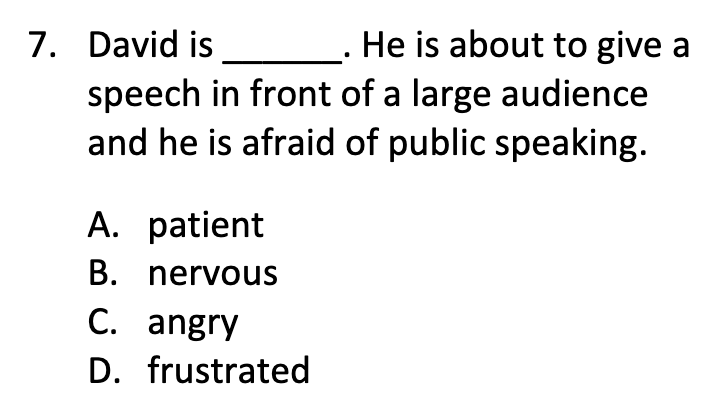 7. David is ______. He is about to give a
speech in front of a large audience
and he is afraid of public speaking.
A. patient
B. nervous
C. angry
D. frustrated